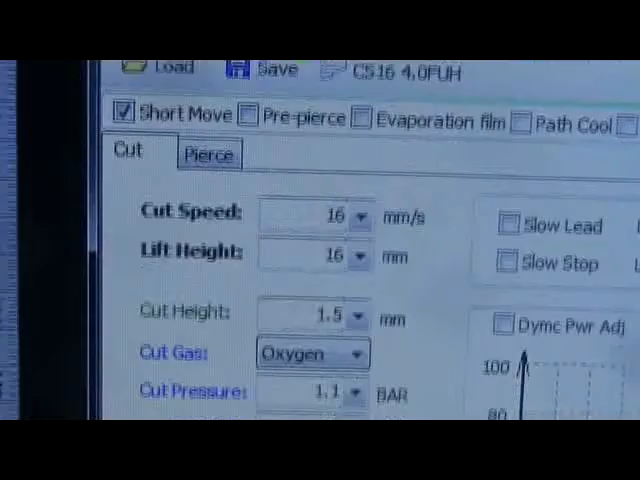 Load Save CS16 4.0FUH
Short Move Pre-pierce Evaporation film Path Cool
Cut Pierce
Cut Speed: 16 mm/s Slow Lead
Lift Height: 16 mm Slow Stop
Cut Height: 1.5 mm Dymc Pwr Adj
Cut Gas: Oxygen 100
Cut Pressure: 1.1 BAR 80